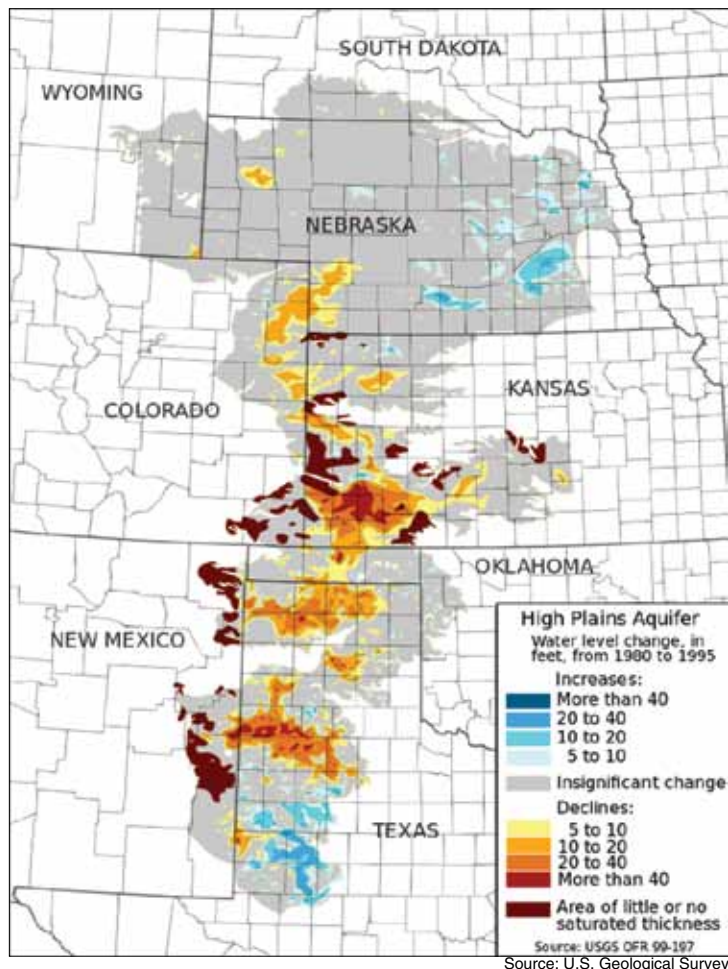 SOUTH DAKOTA
WYOMING
NEBRASKA
COLORADO
KANSAS
OKLAHOMA
NEW MEXICO
TEXAS
High Plains Aquifer
Water level change, in
feet, from 1980 to 1995
Increases:
More than 40
20 to 40
10 to 20
5 to 10
Insignificant change
Declines:
5 to 10
10 to 20
20 to 40
More than 40
Area of little or no
saturated thickness
Source: USGS OFR 99-197
Source: U.S. Geological Survey